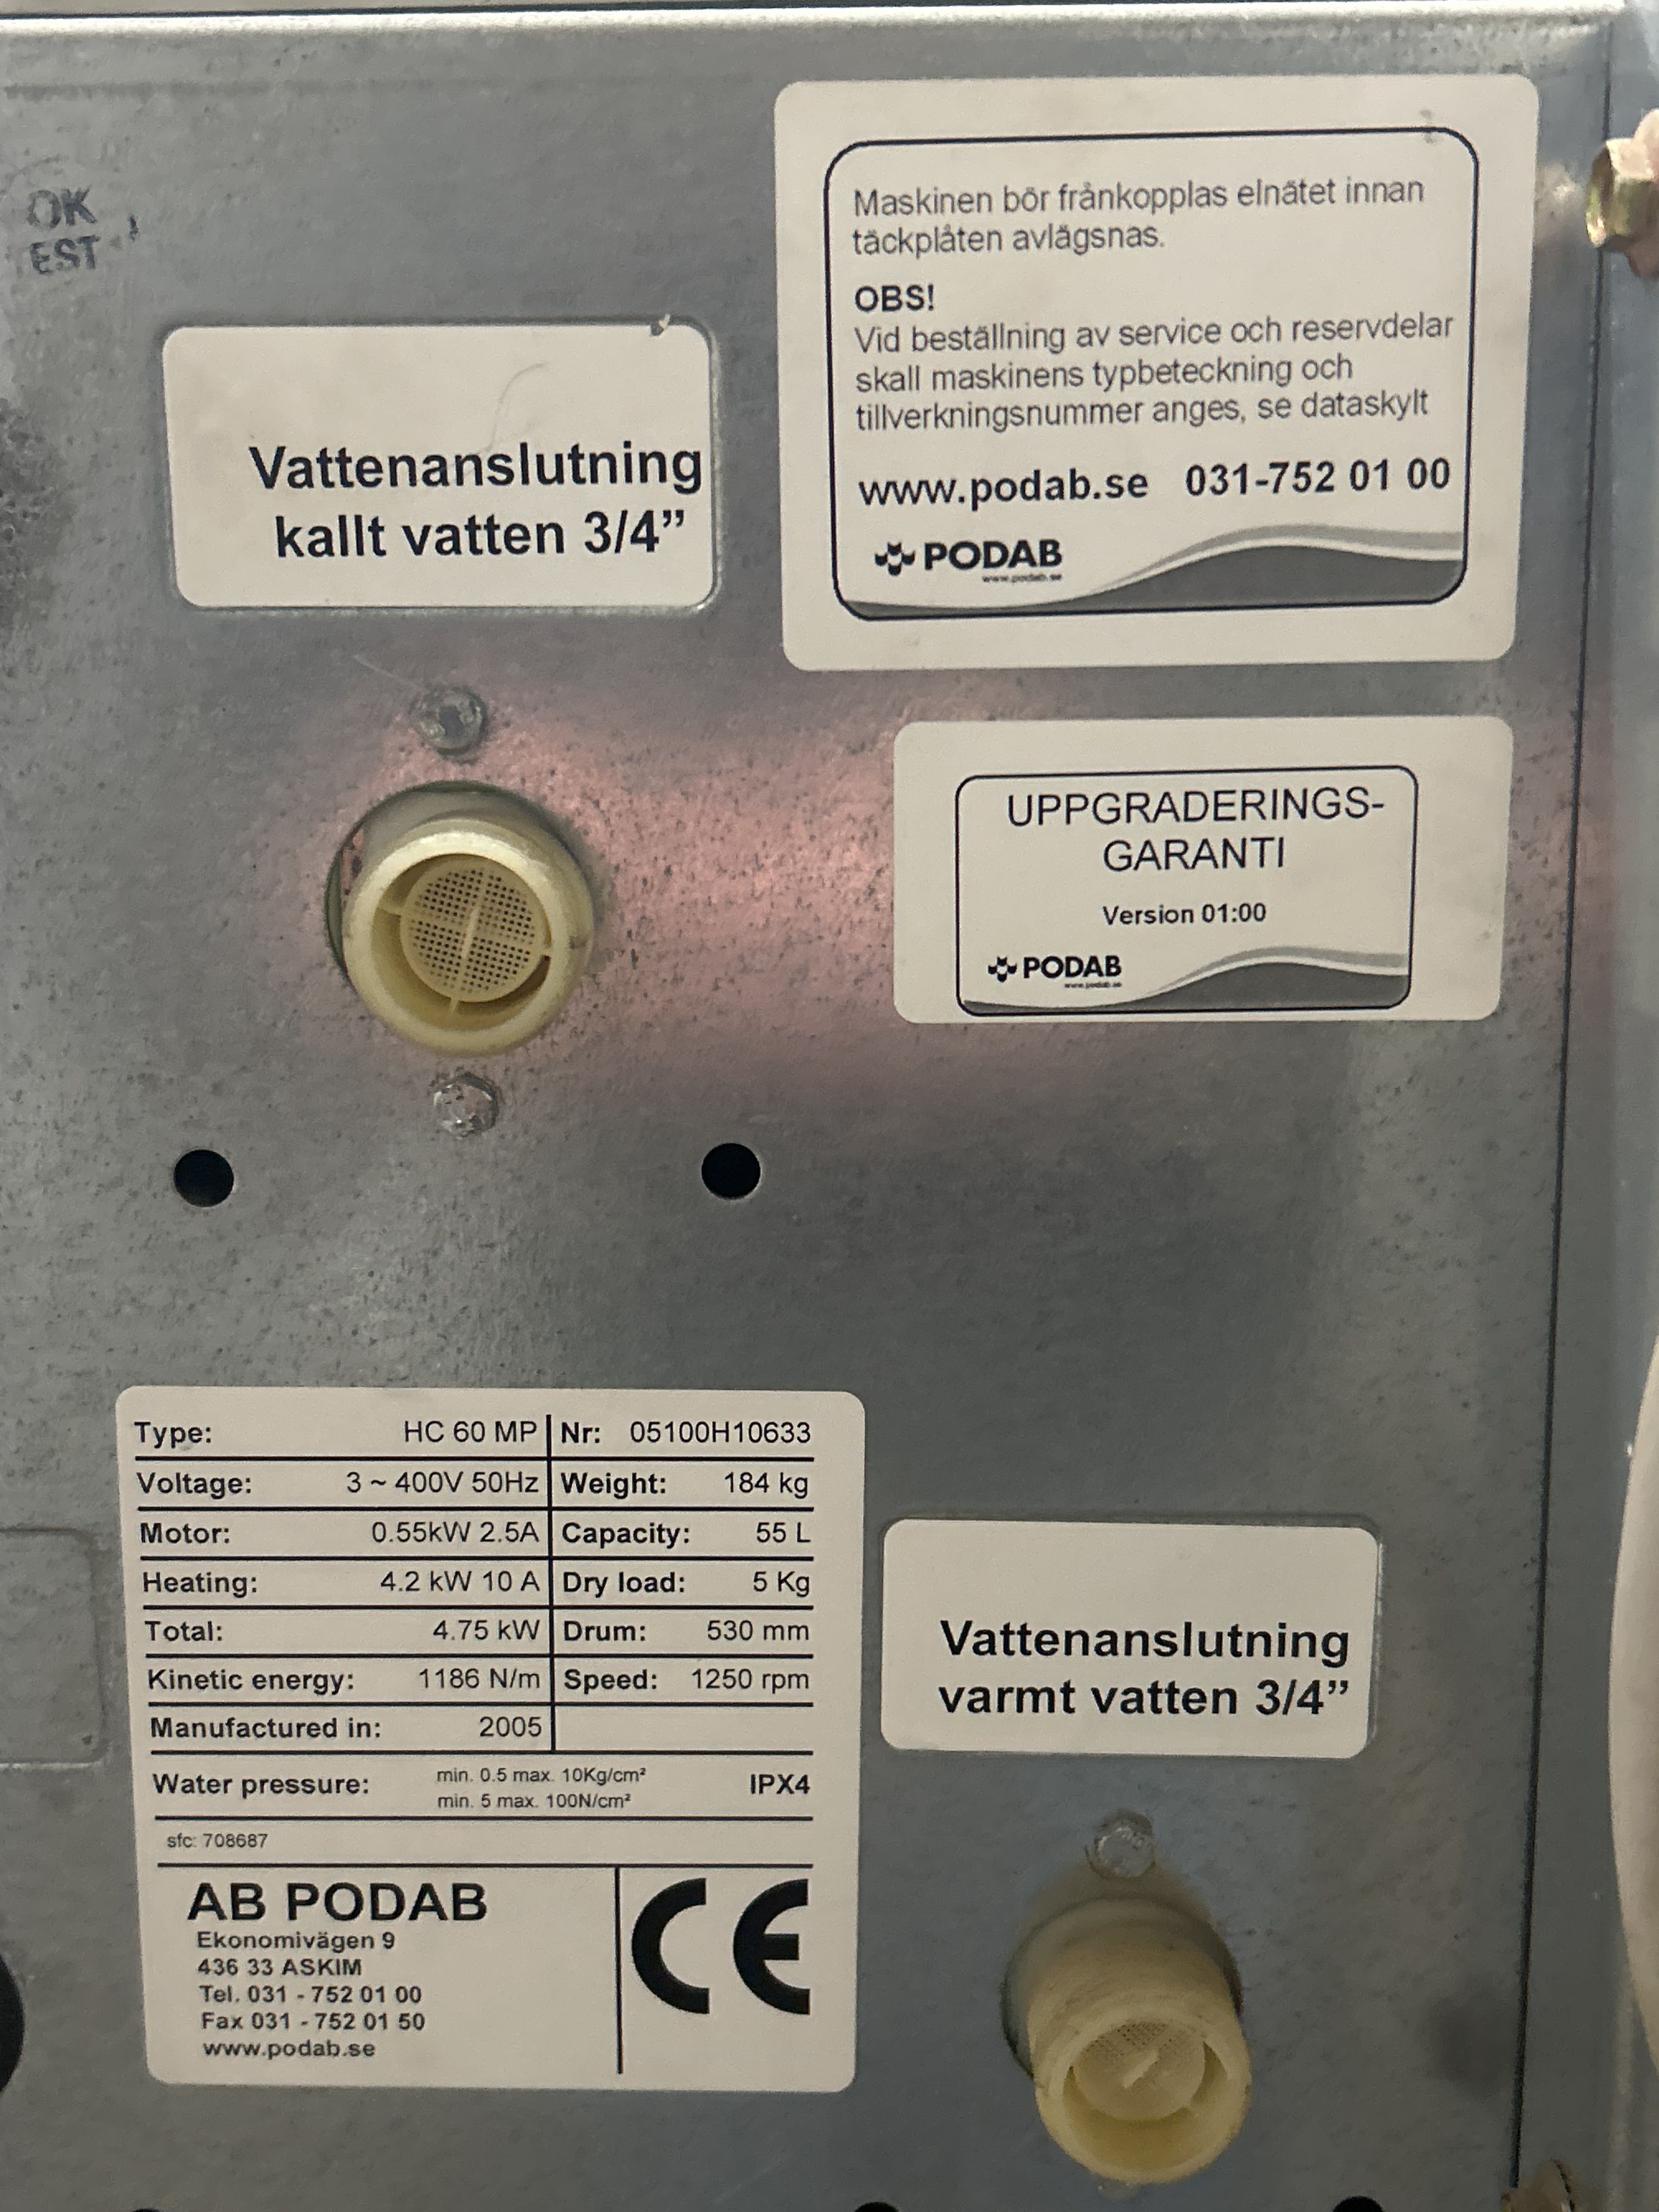 OK
EST
Maskinen bör frånkopplas elnätet innan
täckplåten avlägsnas.
OBS!
Vid beställning av service och reservdelar
skall maskinens typbeteckning och
tillverkningsnummer anges, se dataskylt
www.podab.se 031-752 01 00
PODAB
www.podab.se
Vattenanslutning
kallt vatten 3/4”
UPPGRADERINGS-
GARANTI
Version 01:00
PODAB
www.podab.se
Type: HC 60 MP Nr: 05100H10633
Voltage: 3 ~ 400V 50Hz Weight: 184 kg
Motor: 0.55kW 2.5A Capacity: 55 L
Heating: 4.2 kW 10 A Dry load: 5 Kg
Total: 4.75 kW Drum: 530 mm
Kinetic energy: 1186 N/m Speed: 1250 rpm
Manufactured in: 2005
Water pressure: min. 0.5 max. 10Kg/cm² IPX4
min. 5 max. 100N/cm²
sfc: 708687
AB PODAB
Ekonomivägen 9
436 33 ASKIM
Tel. 031 - 752 01 00
Fax 031 - 752 01 50
www.podab.se
CE
Vattenanslutning
varmt vatten 3/4”